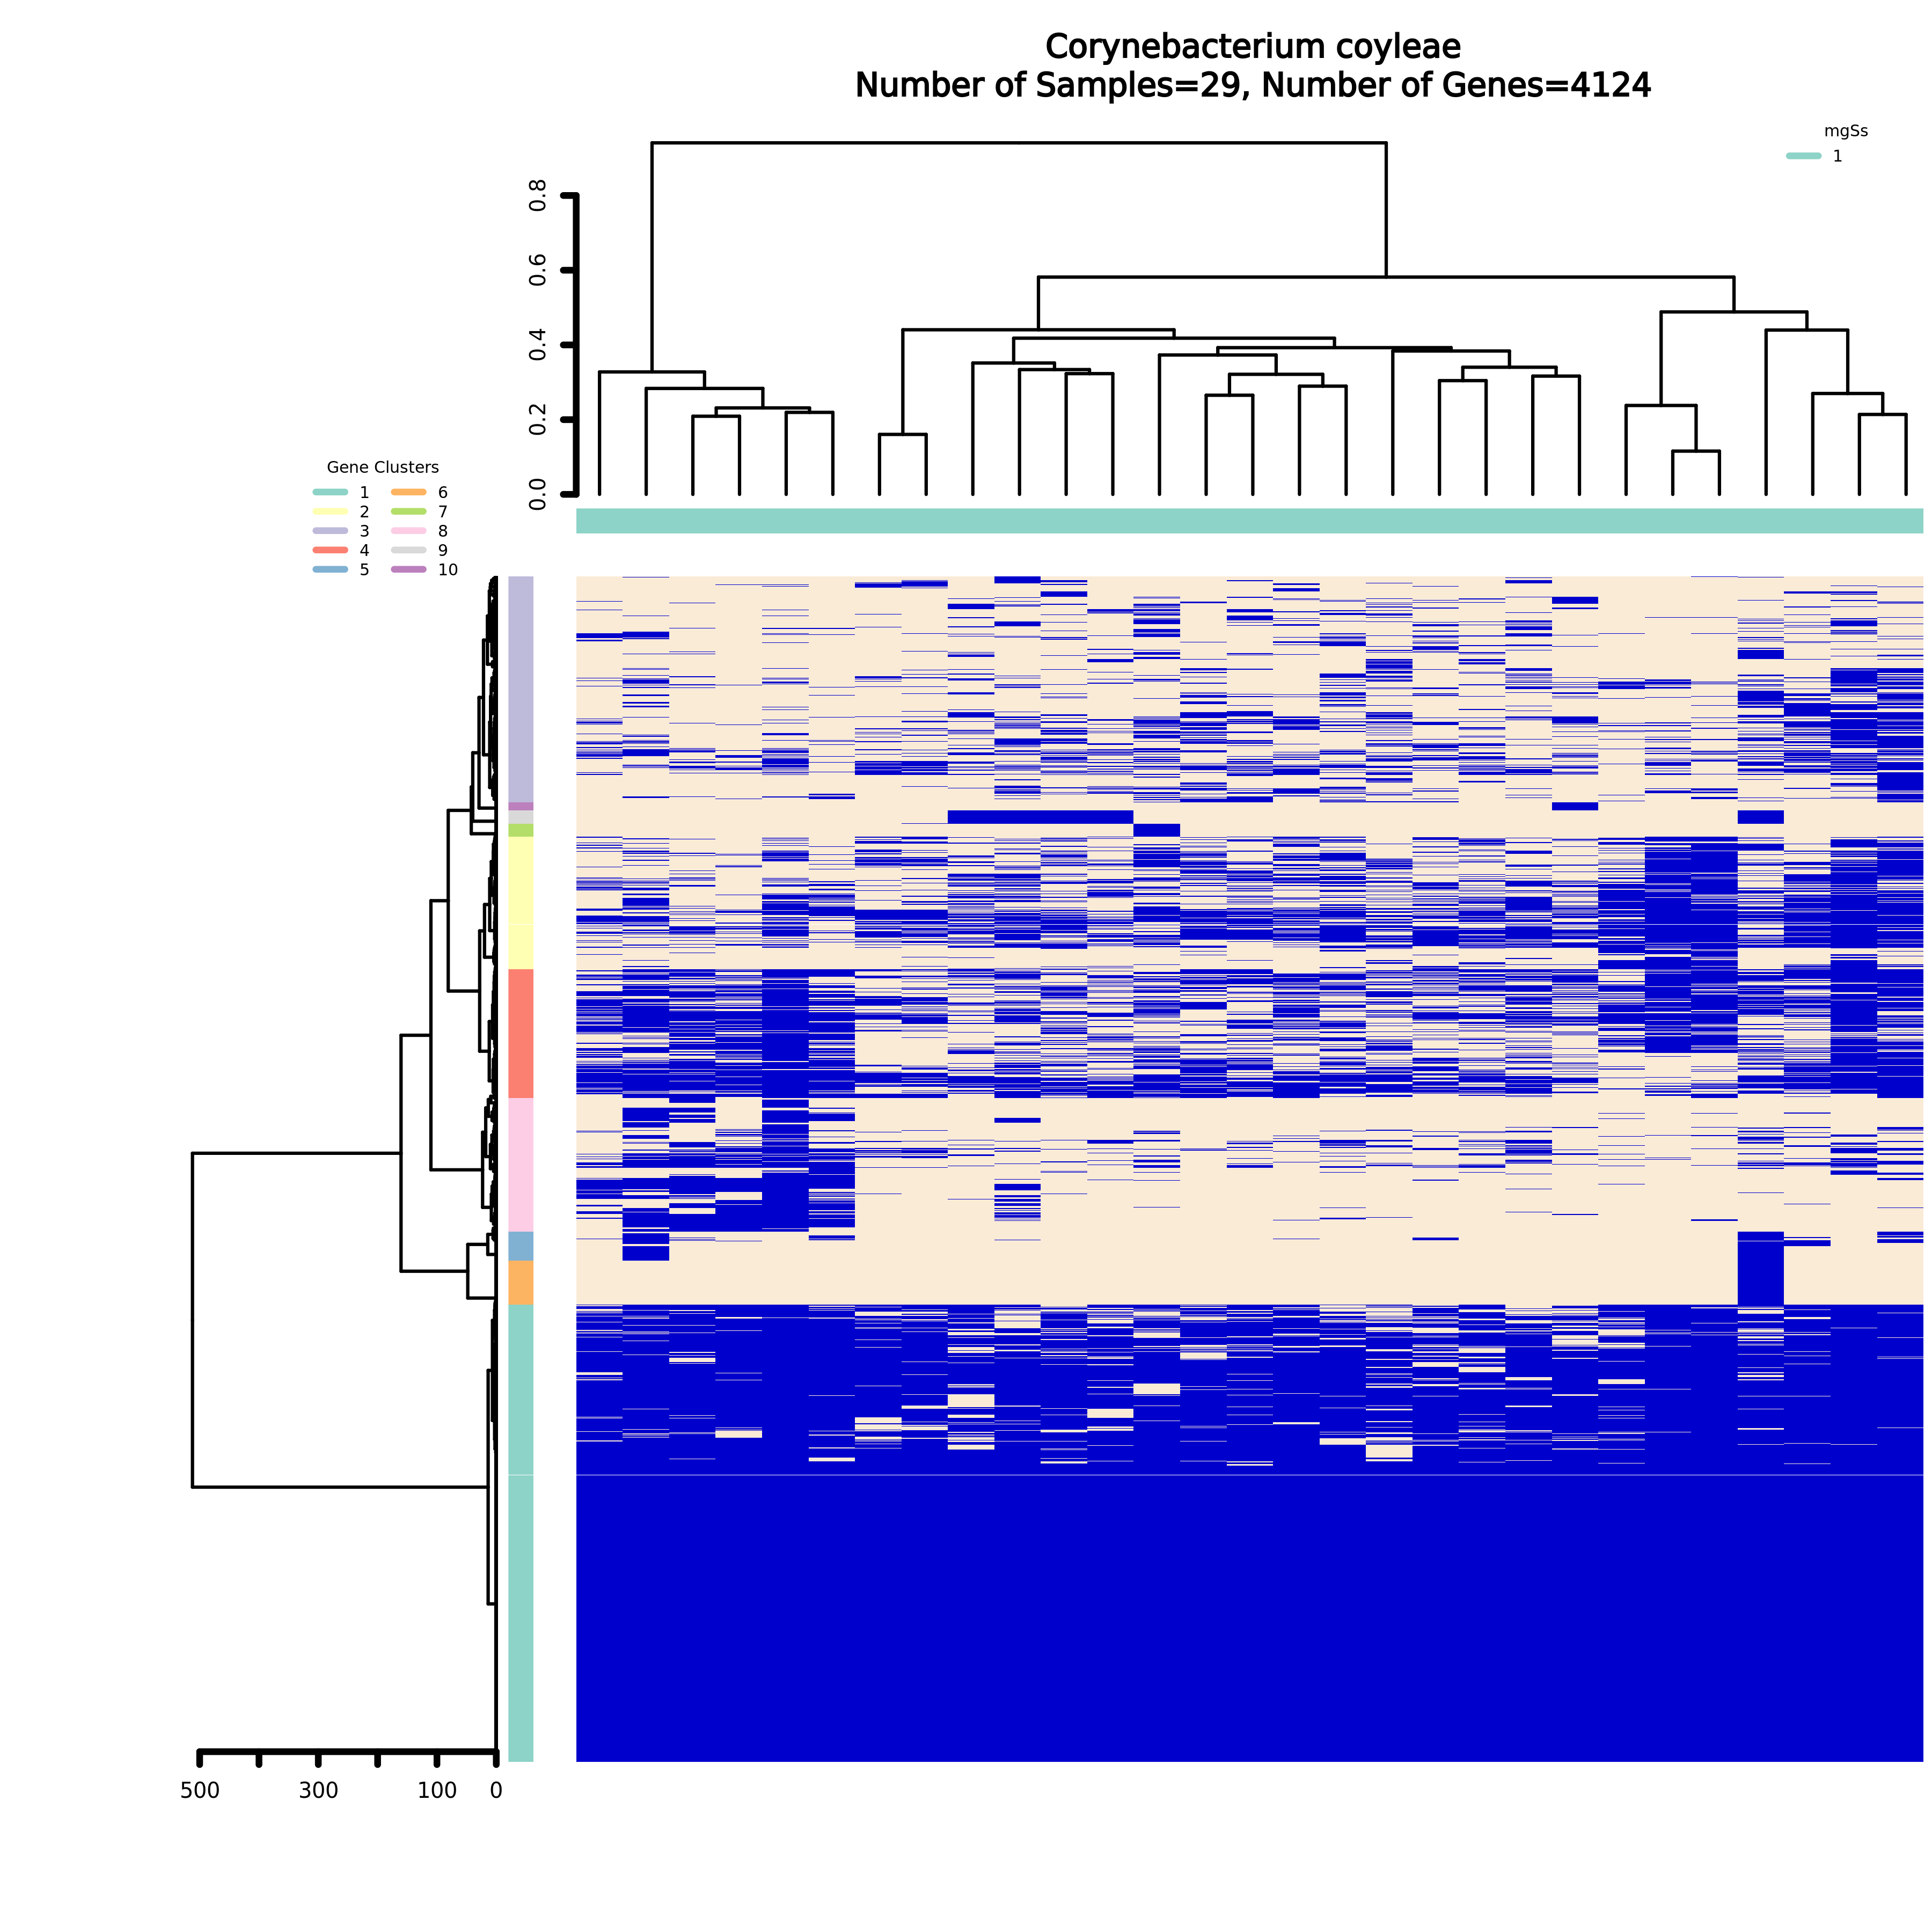 Corynebacterium coyleae
Number of Samples=29, Number of Genes=4124
mgSs
1
0.8
0.6
0.4
0.2
0.0
Gene Clusters
1 6
2 7
3 8
4 9
5 10
500 300 100 0